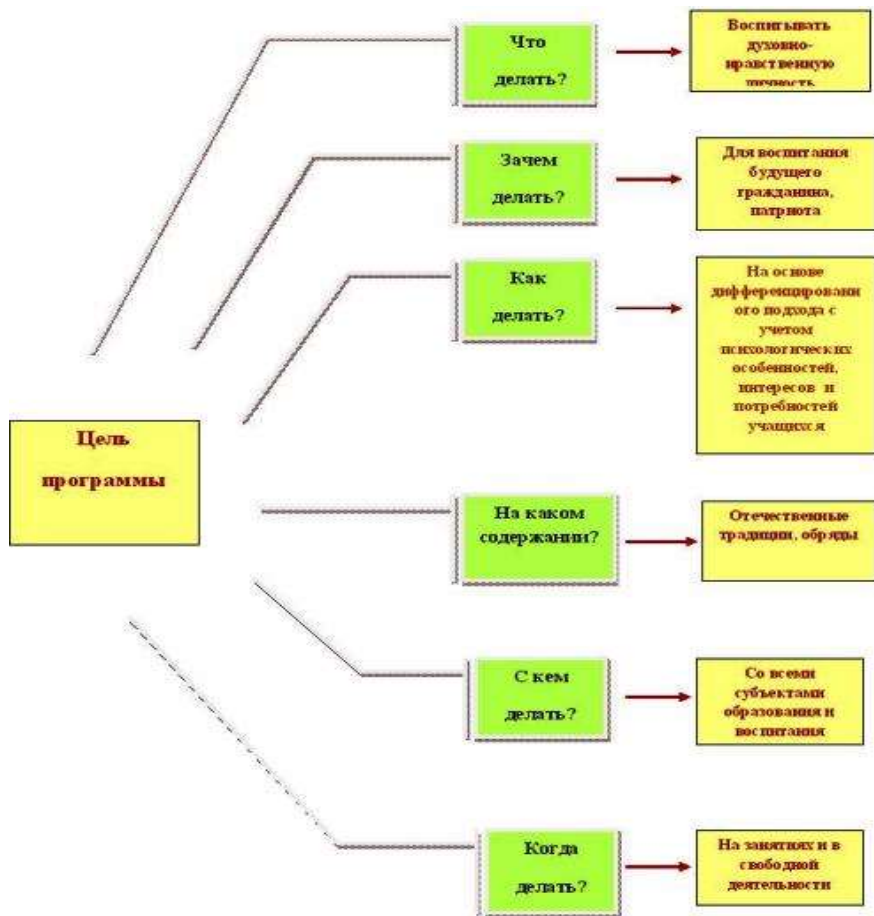 Что
делать?
Воспитывать
духовно-
нравственную
личность
Зачем
делать?
Для воспитания
будущего
гражданина,
патриота
Как
делать?
На основе
дифференцированн
ого подхода с
учетом
психологических
особенностей,
интересов и
потребностей
учащихся
Цель
программы
На каком
содержании?
Отечественные
традиции, обряды
С кем
делать?
Со всеми
субъектами
образования и
воспитания
Когда
делать?
На занятиях и в
свободной
деятельности